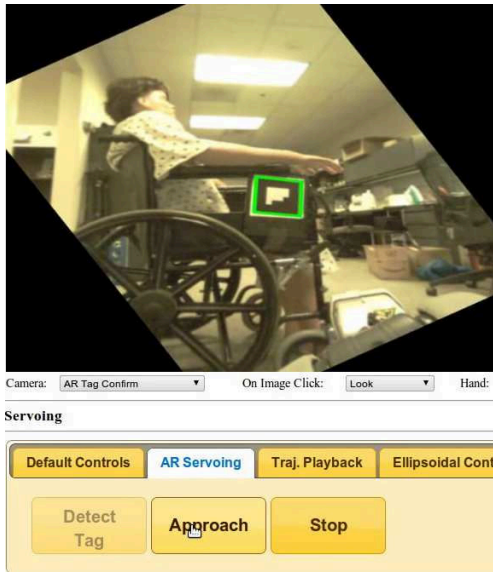 Camera: AR Tag Confirm On Image Click: Look Hand:
Servoing
Default Controls AR Servoing Traj. Playback Ellipsoidal Cont
Detect Tag Approach Stop